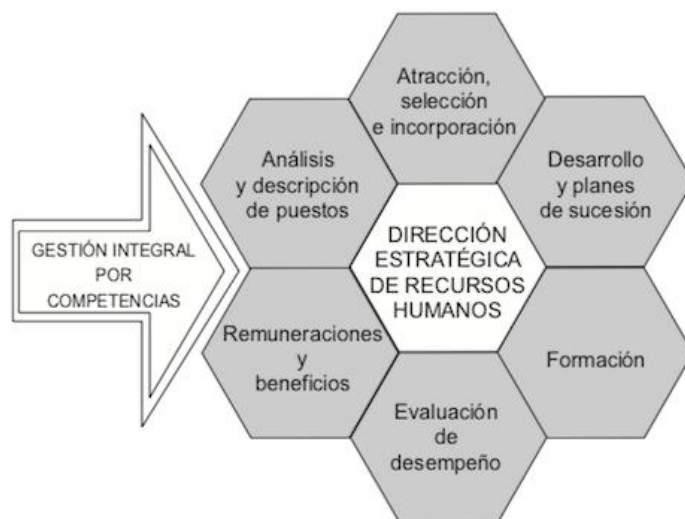 Atracción,
selección
e incorporación
Análisis
y descripción
de puestos
Desarrollo
y planes
de sucesión
DIRECCIÓN
ESTRATÉGICA
DE RECURSOS
HUMANOS
GESTIÓN INTEGRAL
POR
COMPETENCIAS
Remuneraciones
y
beneficios
Formación
Evaluación
de
desempeño